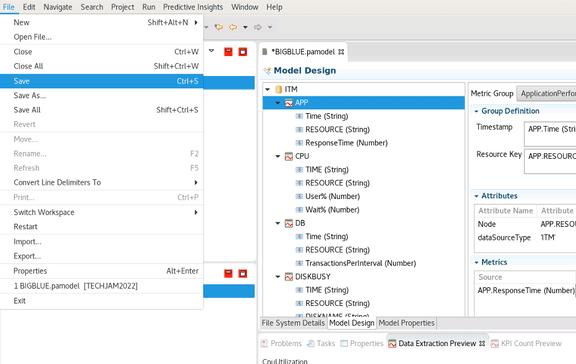 File Edit Navigate Search Project Run Predictive Insights Window Help
New Shift+Alt+N
Open File...
Close Ctrl+W
Close All Shift+Ctrl+W
Save Ctrl+S
Save As...
Save All Shift+Ctrl+S
Revert
Move...
Rename... F2
Refresh F5
Convert Line Delimiters To
Print... Ctrl+P
Switch Workspace
Restart
Import...
Export...
Properties Alt+Enter
1 BIGBLUE.pamodel [TECHJAM2022]
Exit
*BIGBLUE.pamodel
Model Design
ITM
APP
Time (String)
RESOURCE (String)
ResponseTime (Number)
CPU
TIME (String)
RESOURCE (String)
User% (Number)
Wait% (Number)
DB
Time (String)
RESOURCE (String)
TransactionsPerInterval (Number)
DISKBUSY
TIME (String)
RESOURCE (String)
DISKNAME (String)
Metric Group ApplicationPerfor
Group Definition
Timestamp APP.Time (Stri
Resource Key APP.RESOURC
Attributes
Attribute Name Attribute
Node APP.RESO
dataSourceType 'ITM'
Metrics
Source
APP.ResponseTime (Number)
File System Details Model Design Model Properties
Problems Tasks Properties Data Extraction Preview KPI Count Preview
CpuUtilization